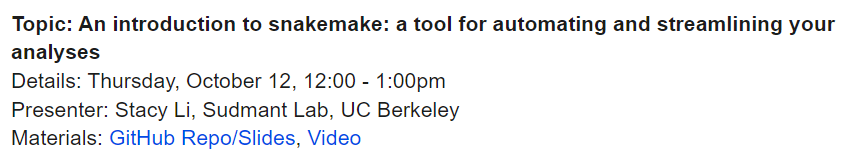 Topic: An introduction to snakemake: a tool for automating and streamlining your
analyses
Details: Thursday, October 12, 12:00 - 1:00pm
Presenter: Stacy Li, Sudmant Lab, UC Berkeley
Materials: GitHub Repo/Slides, Video